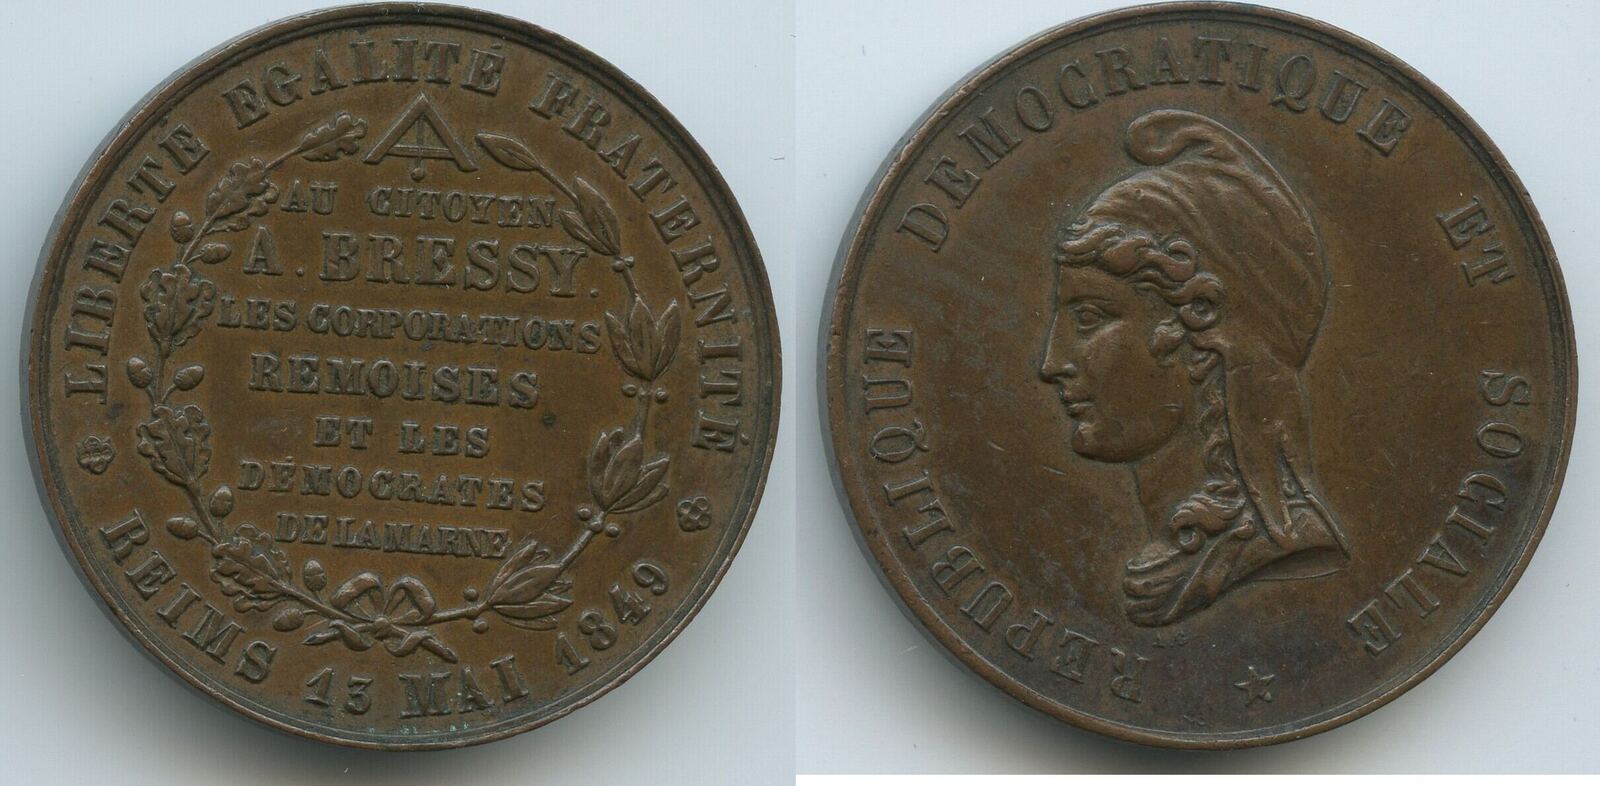 LIBERTÉ EGALITÉ FRATERNITÉ
AU CITOYEN
A. BRESSY.
LES CORPORATIONS
REMOISES
ET LES
DÉMOCRATES
DE LA MARNE
REIMS 13 MAI 1849
REPUBLIQUE DEMOCRATIQUE ET SOCIALE